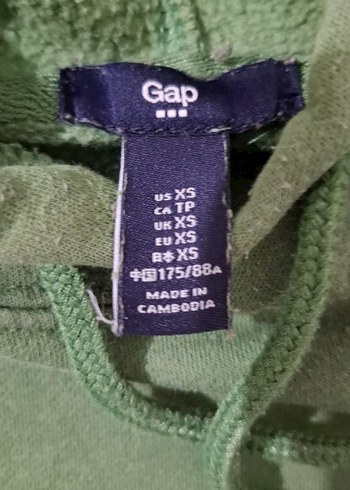 Gap
US XS
CA TP
UK XS
EU XS
日本 XS
中国 175/88A
MADE IN
CAMBODIA